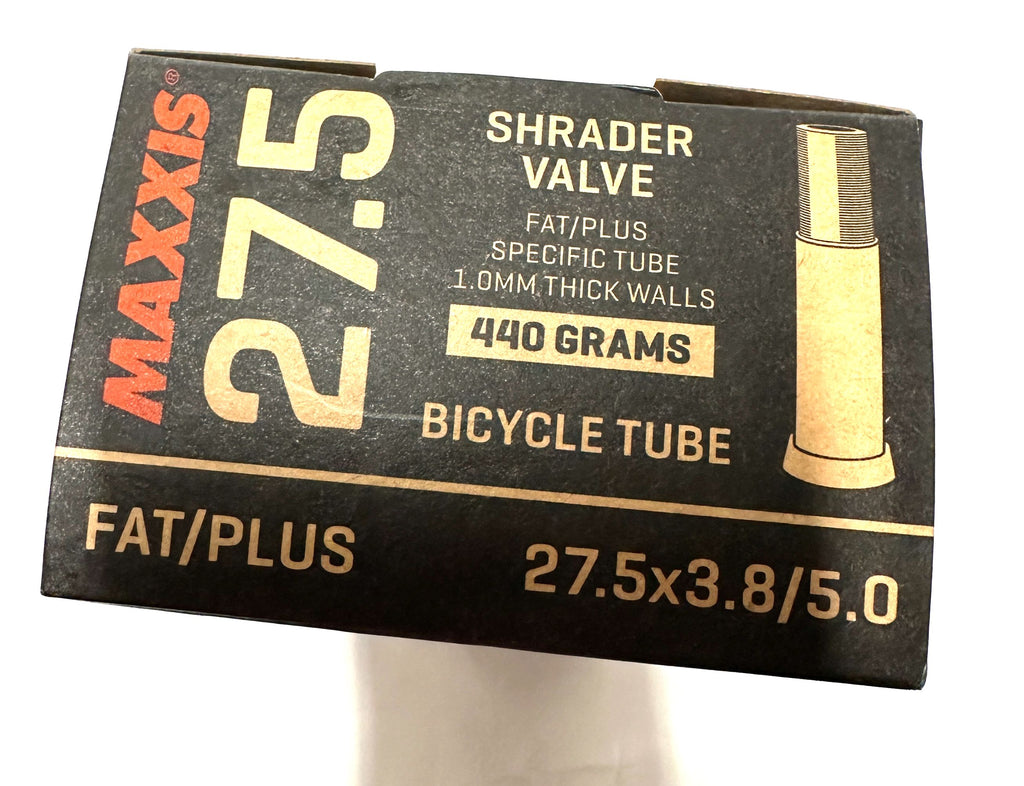 MAXXIS®
27.5
SHRADER
VALVE
FAT/PLUS
SPECIFIC TUBE
1.0MM THICK WALLS
440 GRAMS
BICYCLE TUBE
FAT/PLUS
27.5x3.8/5.0